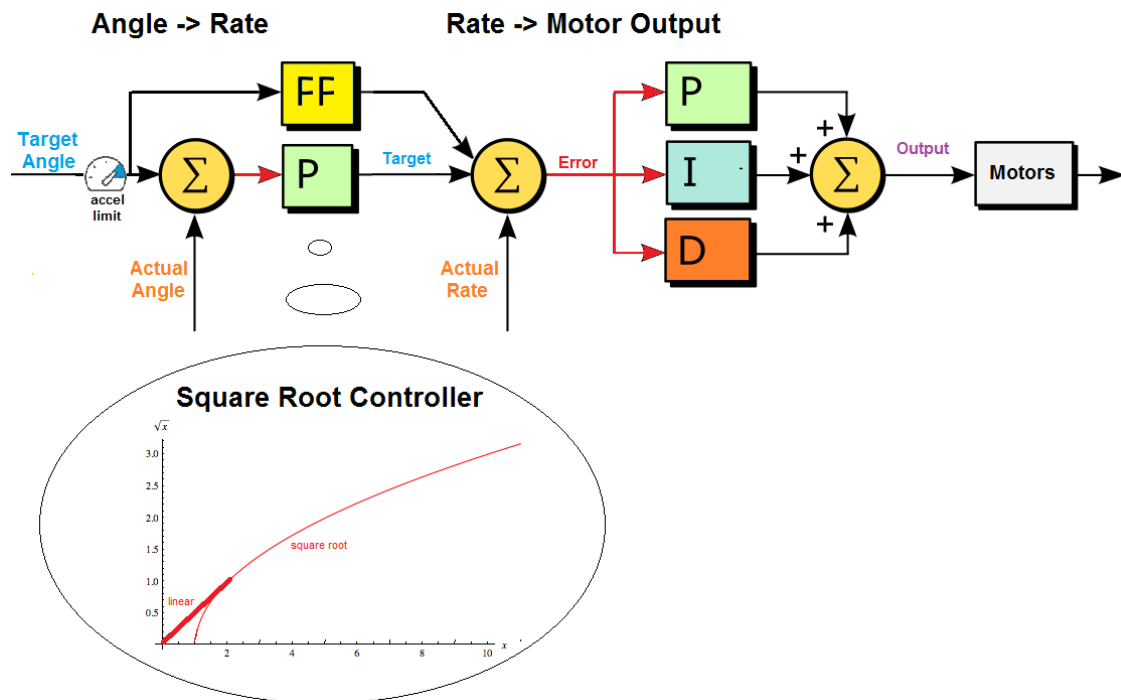 Angle -> Rate
Rate -> Motor Output
FF
P
Target
Angle
accel
limit
Σ
P
Target
Σ
Error
I
D
+
+
+
Σ
Output
Motors
Actual
Angle
Actual
Rate
Square Root Controller
√x
3.0
2.5
2.0
1.5
1.0
0.5
square root
linear
2
4
6
8
10
x